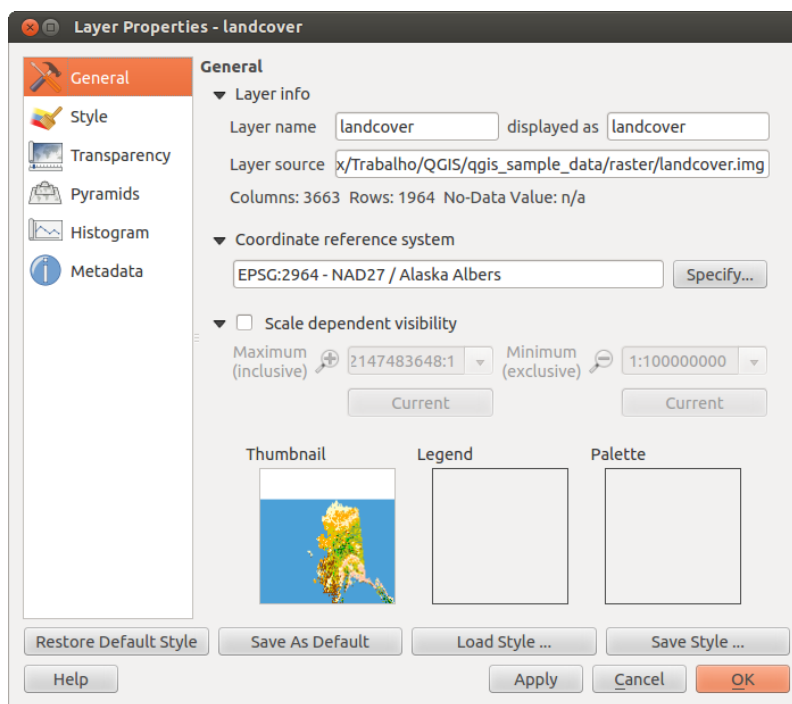 Layer Properties - landcover
General
Style
Transparency
Pyramids
Histogram
Metadata
General
Layer info
Layer name landcover displayed as landcover
Layer source x/Trabalho/QGIS/qgis_sample_data/raster/landcover.img
Columns: 3663 Rows: 1964 No-Data Value: n/a
Coordinate reference system
EPSG:2964 - NAD27 / Alaska Albers Specify...
Scale dependent visibility
Maximum (inclusive) 2147483648:1 Minimum (exclusive) 1:100000000
Current Current
Thumbnail Legend Palette
Restore Default Style Save As Default Load Style ... Save Style ...
Help Apply Cancel OK